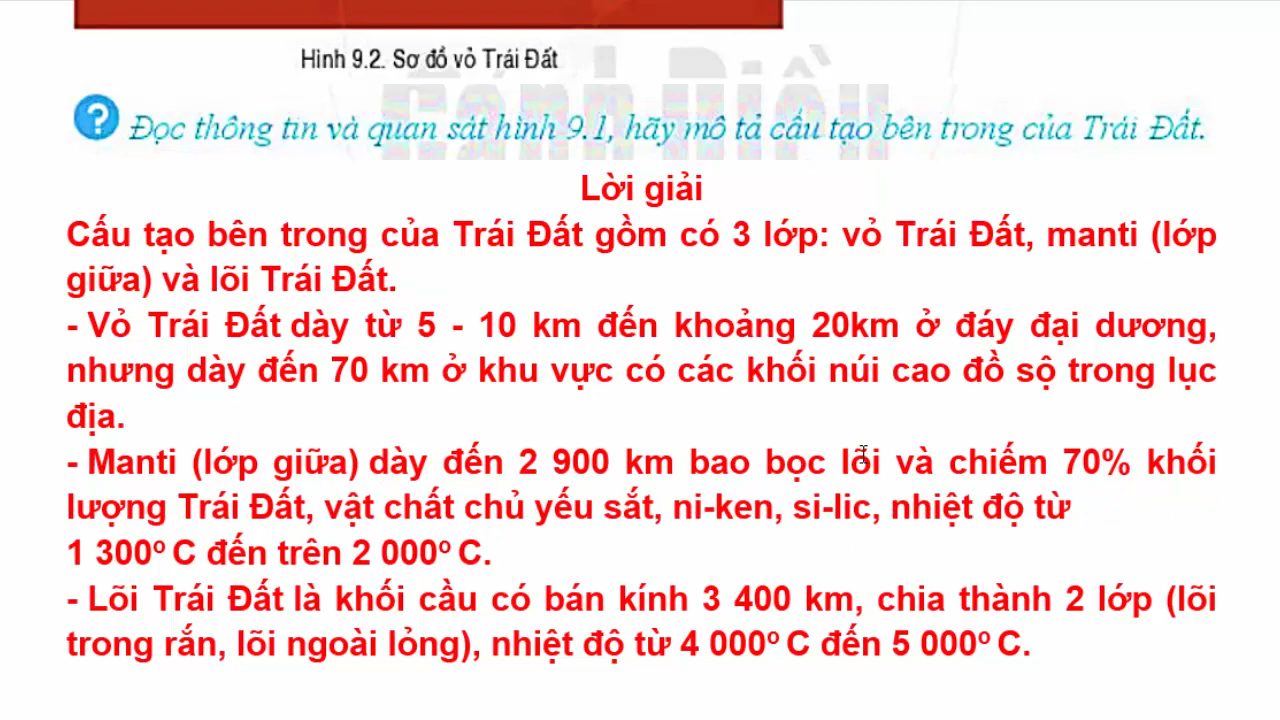 Hình 9.2. Sơ đồ vỏ Trái Đất
Cánh Diều
? Đọc thông tin và quan sát hình 9.1, hãy mô tả cấu tạo bên trong của Trái Đất.
Lời giải
Cấu tạo bên trong của Trái Đất gồm có 3 lớp: vỏ Trái Đất, manti (lớp
giữa) và lõi Trái Đất.
- Vỏ Trái Đất dày từ 5 - 10 km đến khoảng 20km ở đáy đại dương,
nhưng dày đến 70 km ở khu vực có các khối núi cao đồ sộ trong lục
địa.
- Manti (lớp giữa) dày đến 2 900 km bao bọc lõi và chiếm 70% khối
lượng Trái Đất, vật chất chủ yếu sắt, ni-ken, si-lic, nhiệt độ từ
1 300º C đến trên 2 000º C.
- Lõi Trái Đất là khối cầu có bán kính 3 400 km, chia thành 2 lớp (lõi
trong rắn, lõi ngoài lỏng), nhiệt độ từ 4 000º C đến 5 000º C.